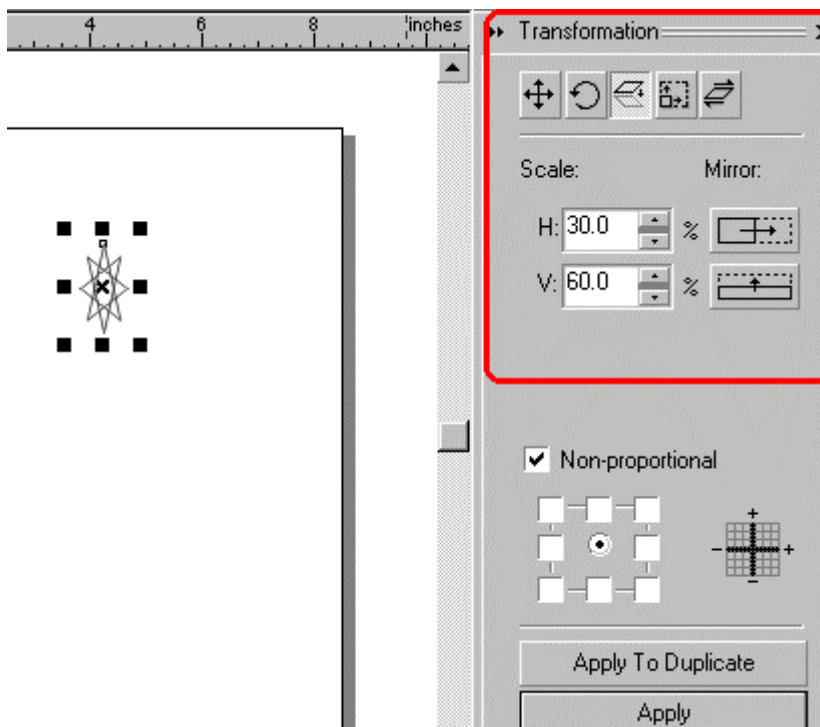 4 6 8 inches
Transformation
Scale: Mirror:
H: 30.0 %
V: 60.0 %
Non-proportional
+
- +
-
Apply To Duplicate
Apply